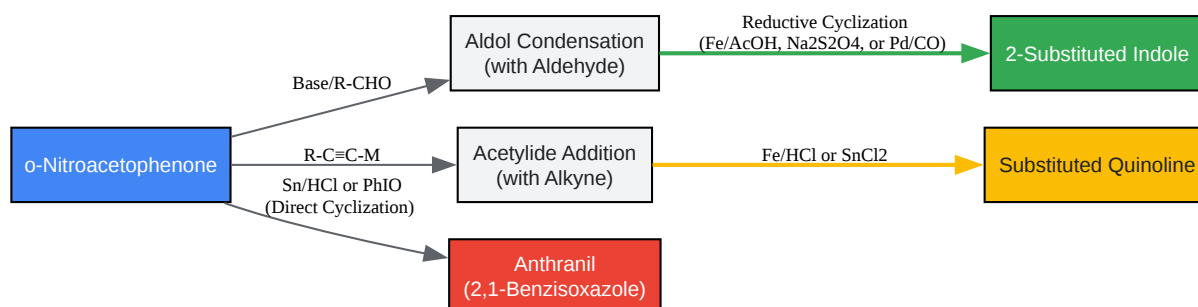 Reductive Cyclization
(Fe/AcOH, Na2S2O4, or Pd/CO)
Aldol Condensation
(with Aldehyde)
2-Substituted Indole
Base/R-CHO
o-Nitroacetophenone
R-C≡C-M
Acetylide Addition
(with Alkyne)
Fe/HCl or SnCl2
Substituted Quinoline
Sn/HCl or PhIO
(Direct Cyclization)
Anthranil
(2,1-Benzisoxazole)